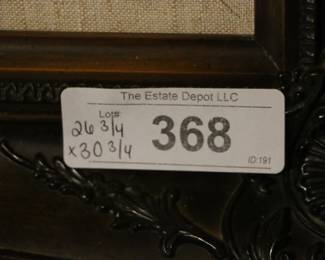 The Estate Depot LLC
Lot#
368
26 3/4
x 30 3/4
ID:191